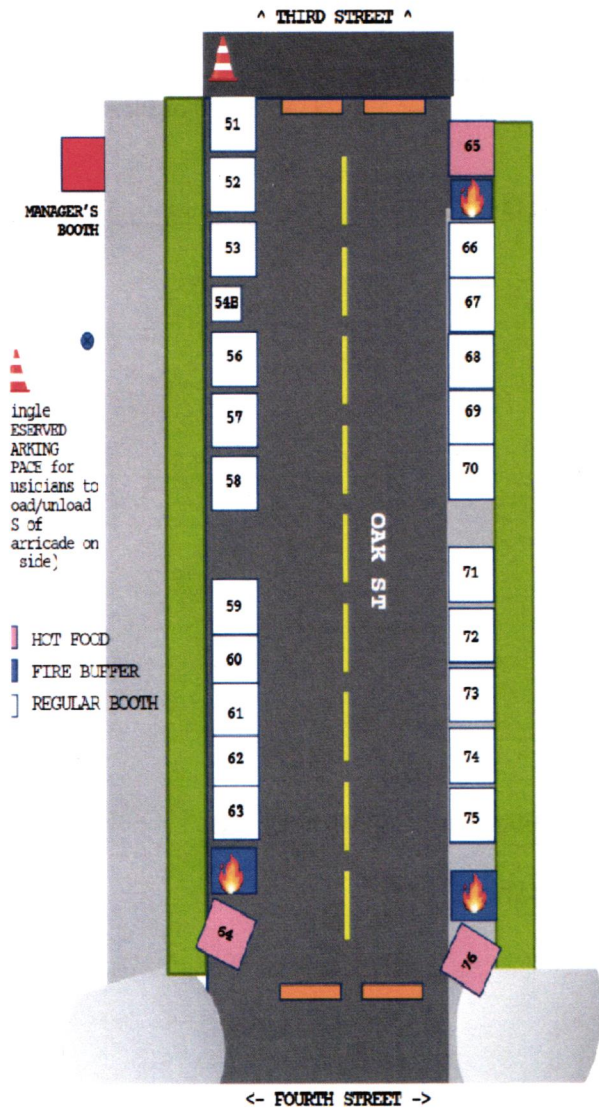 ^ THIRD STREET ^
51
52
53
54B
56
57
58
59
60
61
62
63
64
65
66
67
68
69
70
71
72
73
74
75
76
OAK ST
MANAGER'S
BOOTH
ingle
ESERVED
ARKING
PACE for
usicians to
oad/unload
S of
arricade on
side)
HOT FOOD
FIRE BUFFER
REGULAR BOOTH
<- FOURTH STREET ->